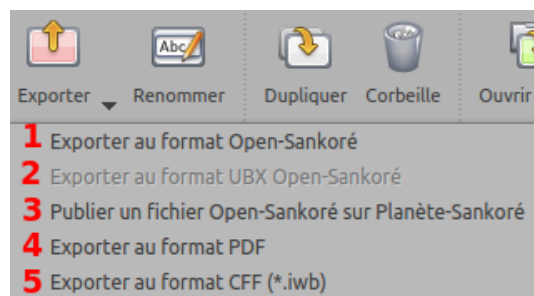 Abc
Exporter Renommer Dupliquer Corbeille Ouvrir
1 Exporter au format Open-Sankoré
2 Exporter au format UBX Open-Sankoré
3 Publier un fichier Open-Sankoré sur Planète-Sankoré
4 Exporter au format PDF
5 Exporter au format CFF (*.iwb)